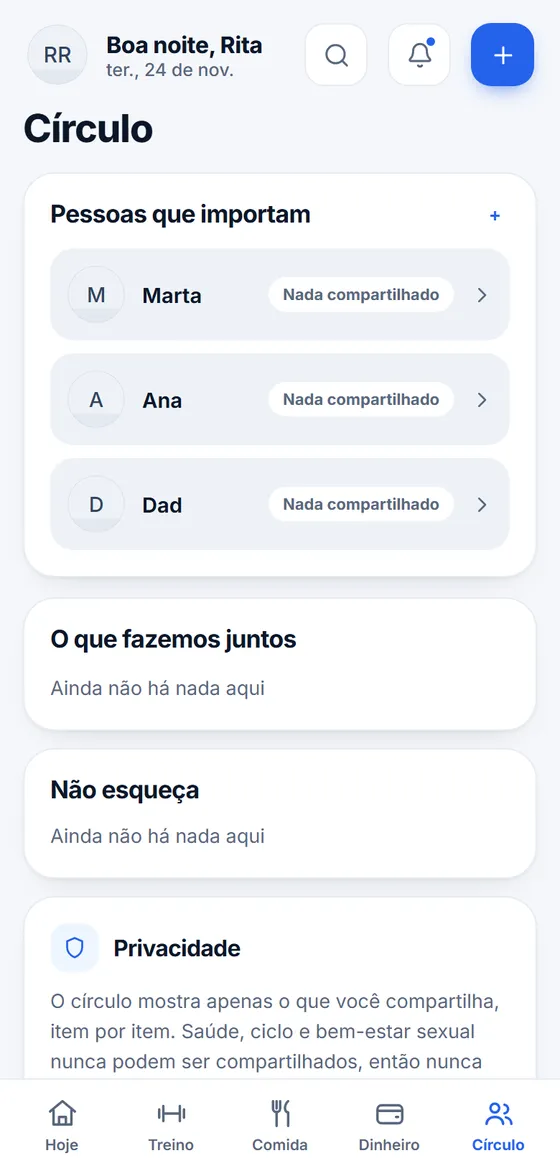 RR
Boa noite, Rita
ter., 24 de nov.
Círculo
Pessoas que importam
+
M
Marta
Nada compartilhado
A
Ana
Nada compartilhado
D
Dad
Nada compartilhado
O que fazemos juntos
Ainda não há nada aqui
Não esqueça
Ainda não há nada aqui
Privacidade
O círculo mostra apenas o que você compartilha,
item por item. Saúde, ciclo e bem-estar sexual
nunca podem ser compartilhados, então nunca
Hoje
Treino
Comida
Dinheiro
Círculo